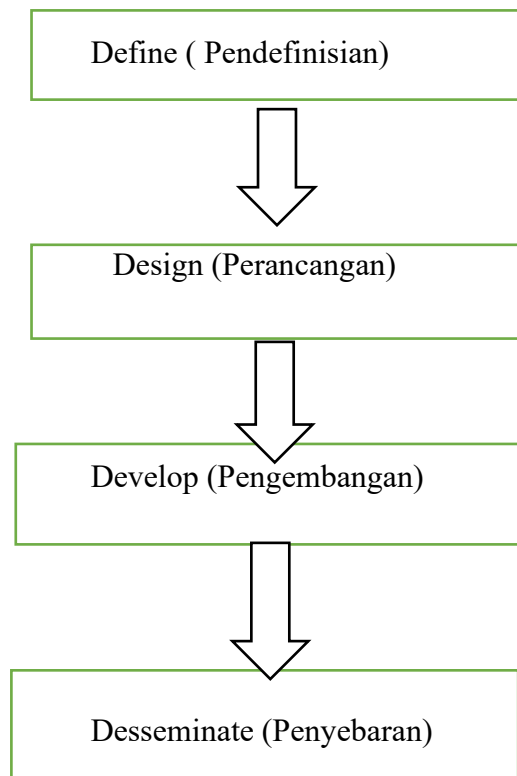 Define ( Pendefinisian)
Design (Perancangan)
Develop (Pengembangan)
Desseminate (Penyebaran)